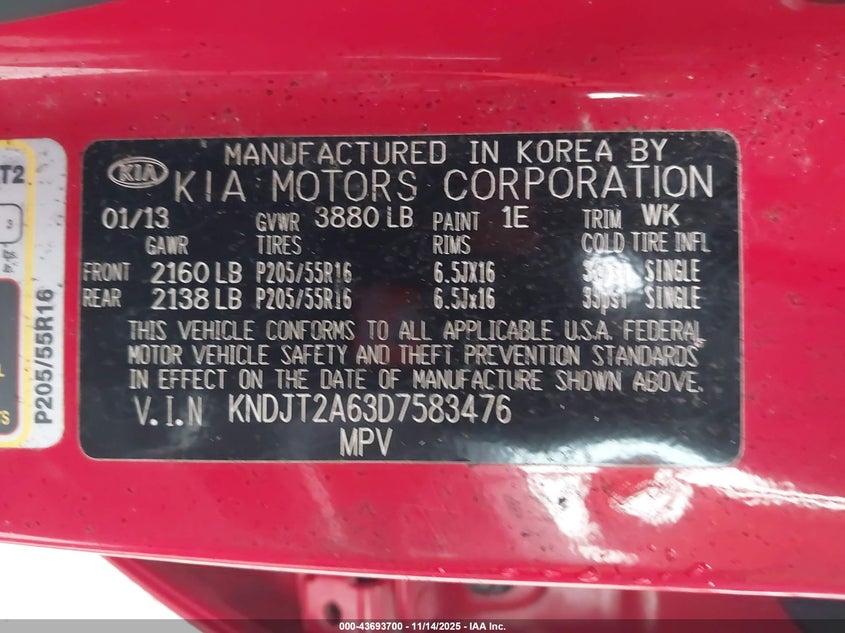 MANUFACTURED IN KOREA BY
KIA
KIA MOTORS CORPORATION
01/13 GVWR 3880 LB PAINT 1E TRIM WK
GAWR TIRES RIMS COLD TIRE INFL
FRONT 2160 LB P205/55R16 6.5JX16 SINGLE
REAR 2138 LB P205/55R16 6.5Jx16 35psi SINGLE
THIS VEHICLE CONFORMS TO ALL APPLICABLE U.S.A. FEDERAL
MOTOR VEHICLE SAFETY AND THEFT PREVENTION STANDARDS
IN EFFECT ON THE DATE OF MANUFACTURE SHOWN ABOVE.
V.I.N KNDJT2A63D7583476
MPV
T2
8
P205/55R16
000-43693700 - 11/14/2025 - IAA Inc.